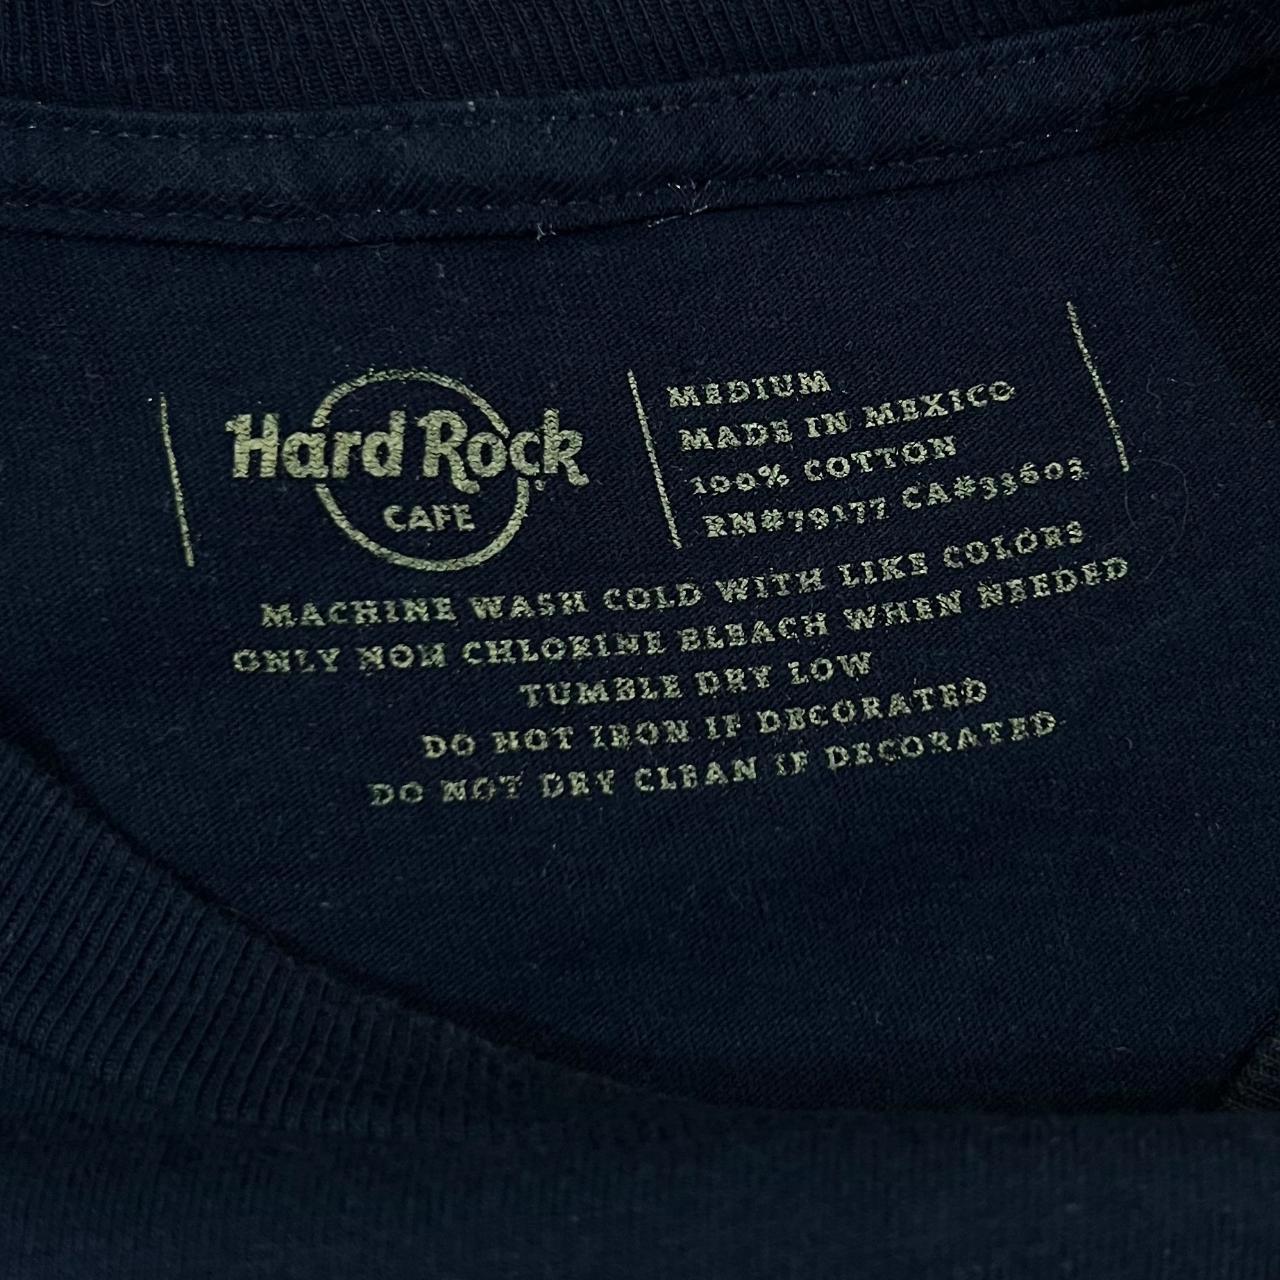 Hard Rock
CAFE
MEDIUM
MADE IN MEXICO
100% COTTON
RN#79177 CA#33603
MACHINE WASH COLD WITH LIKE COLORS
ONLY NON CHLORINE BLEACH WHEN NEEDED
TUMBLE DRY LOW
DO NOT IRON IF DECORATED
DO NOT DRY CLEAN IF DECORATED